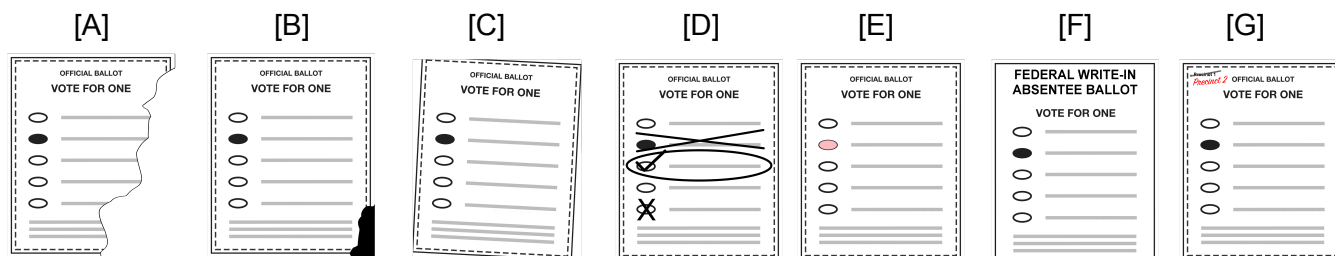 [A]
OFFICIAL BALLOT
VOTE FOR ONE
[B]
OFFICIAL BALLOT
VOTE FOR ONE
[C]
OFFICIAL BALLOT
VOTE FOR ONE
[D]
OFFICIAL BALLOT
VOTE FOR ONE
[E]
OFFICIAL BALLOT
VOTE FOR ONE
[F]
FEDERAL WRITE-IN
ABSENTEE BALLOT
VOTE FOR ONE
[G]
Precinct 1
Precinct 2
OFFICIAL BALLOT
VOTE FOR ONE